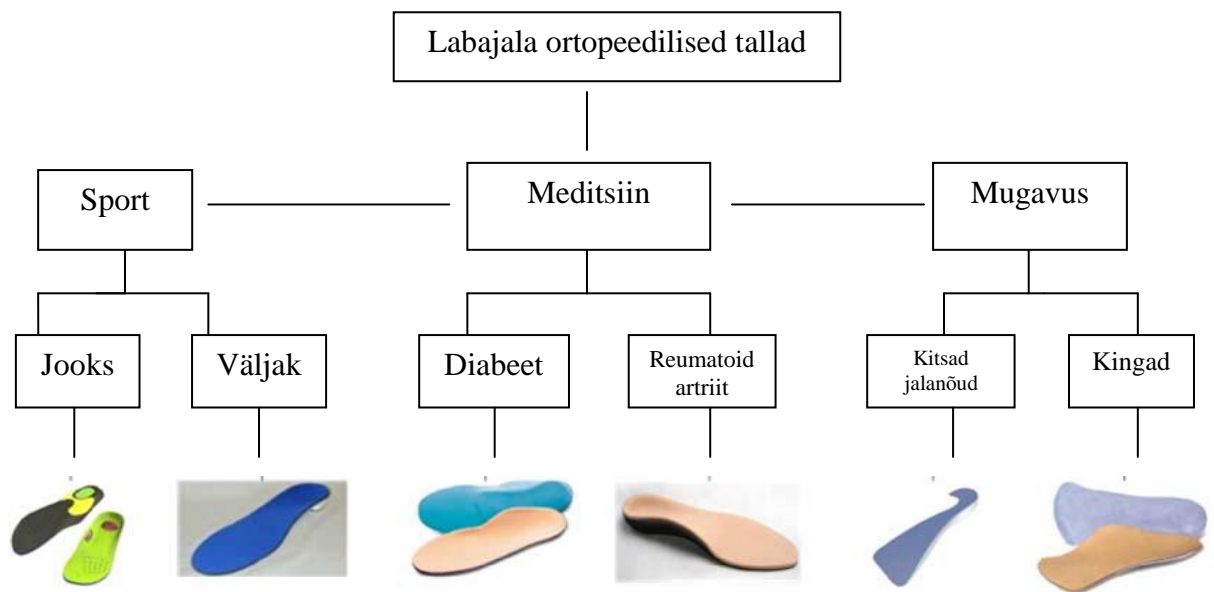 Labajala ortopeedilised tallad
Sport
Meditsiin
Mugavus
Jooks
Väljak
Diabeet
Reumatoid
artriit
Kitsad
jalanõud
Kingad